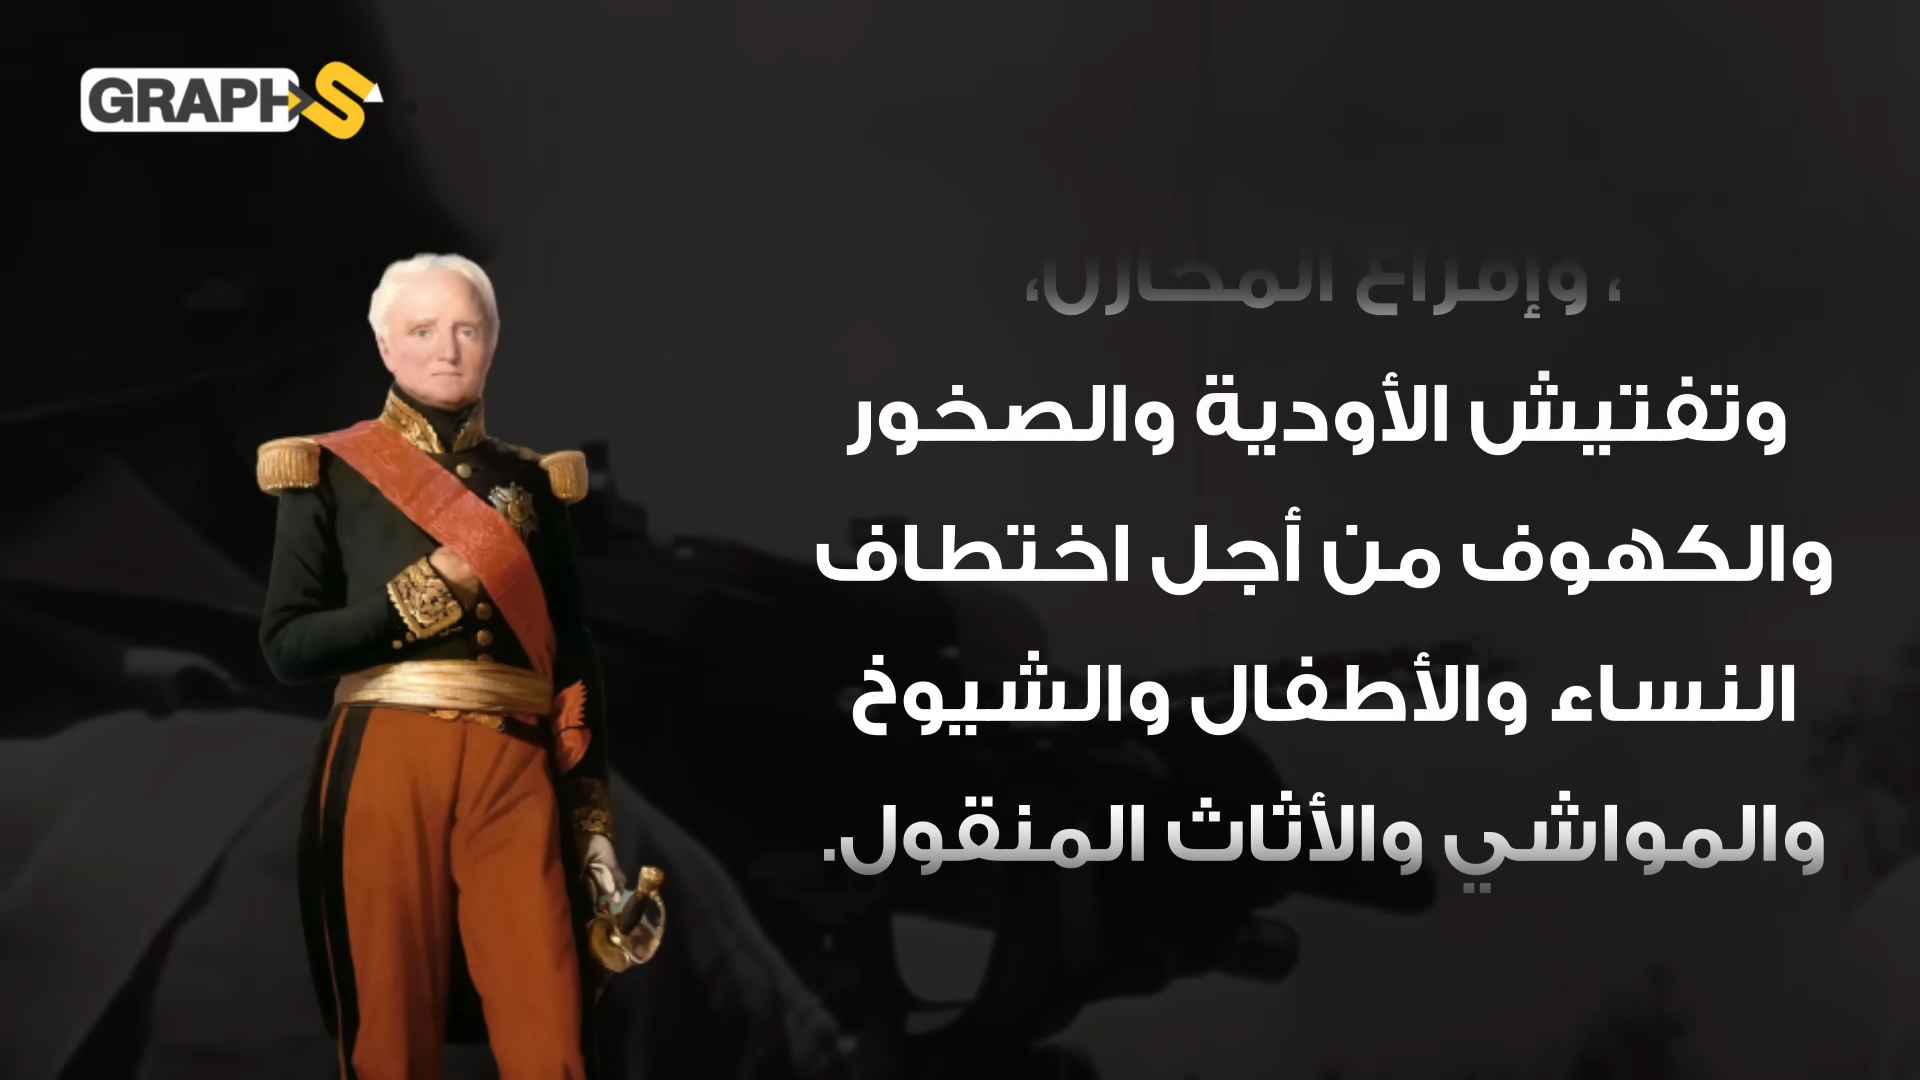 GRAPHS
، وإفراغ المخازن،
وتفتيش الأودية والصخور
والكهوف من أجل اختطاف
النساء والأطفال والشيوخ
والمواشي والأثاث المنقول.